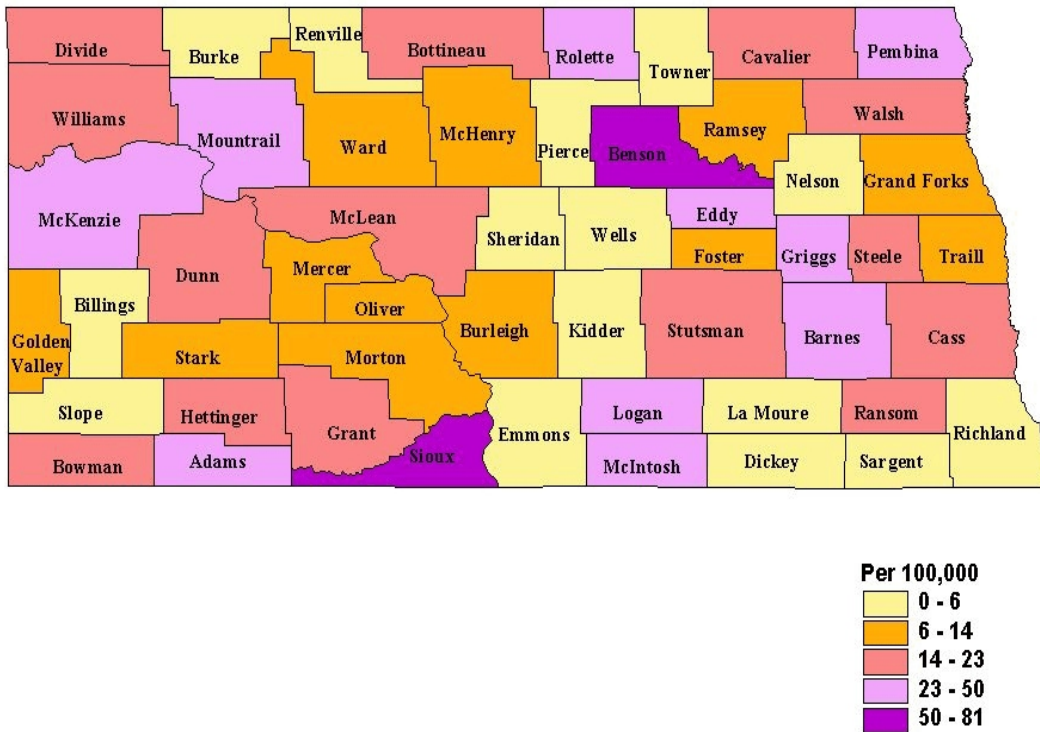 Divide
Burke
Renville
Bottineau
Rolette
Towner
Cavalier
Pembina
Williams
Mountrail
Ward
McHenry
Pierce
Benson
Ramsey
Walsh
Nelson
Grand Forks
McKenzie
Dunn
McLean
Sheridan
Wells
Eddy
Foster
Griggs
Steele
Traill
Mercer
Oliver
Billings
Golden
Valley
Stark
Morton
Burleigh
Kidder
Stutsman
Barnes
Cass
Slope
Hettinger
Grant
Sioux
Emmons
Logan
La Moure
Ransom
Richland
Bowman
Adams
McIntosh
Dickey
Sargent
Per 100,000
0 - 6
6 - 14
14 - 23
23 - 50
50 - 81